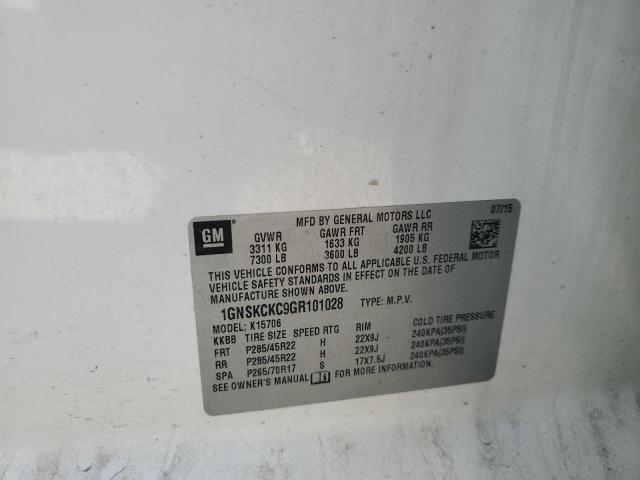 GM
MFD BY GENERAL MOTORS LLC 07/15
GVWR GAWR FRT GAWR RR
3311 KG 1633 KG 1905 KG
7300 LB 3600 LB 4200 LB
THIS VEHICLE CONFORMS TO ALL APPLICABLE U.S. FEDERAL MOTOR
VEHICLE SAFETY STANDARDS IN EFFECT ON THE DATE OF
MANUFACTURE SHOWN ABOVE.
1GNSKCKC9GR101028 TYPE: M.P.V.
MODEL: K15706
KKBB TIRE SIZE SPEED RTG RIM COLD TIRE PRESSURE
FRT P285/45R22 H 22X9J 240KPA(35PSI)
RR P285/45R22 H 22X9J 240KPA(35PSI)
SPA P265/70R17 S 17X7.5J 240KPA(35PSI)
SEE OWNER'S MANUAL FOR MORE INFORMATION.